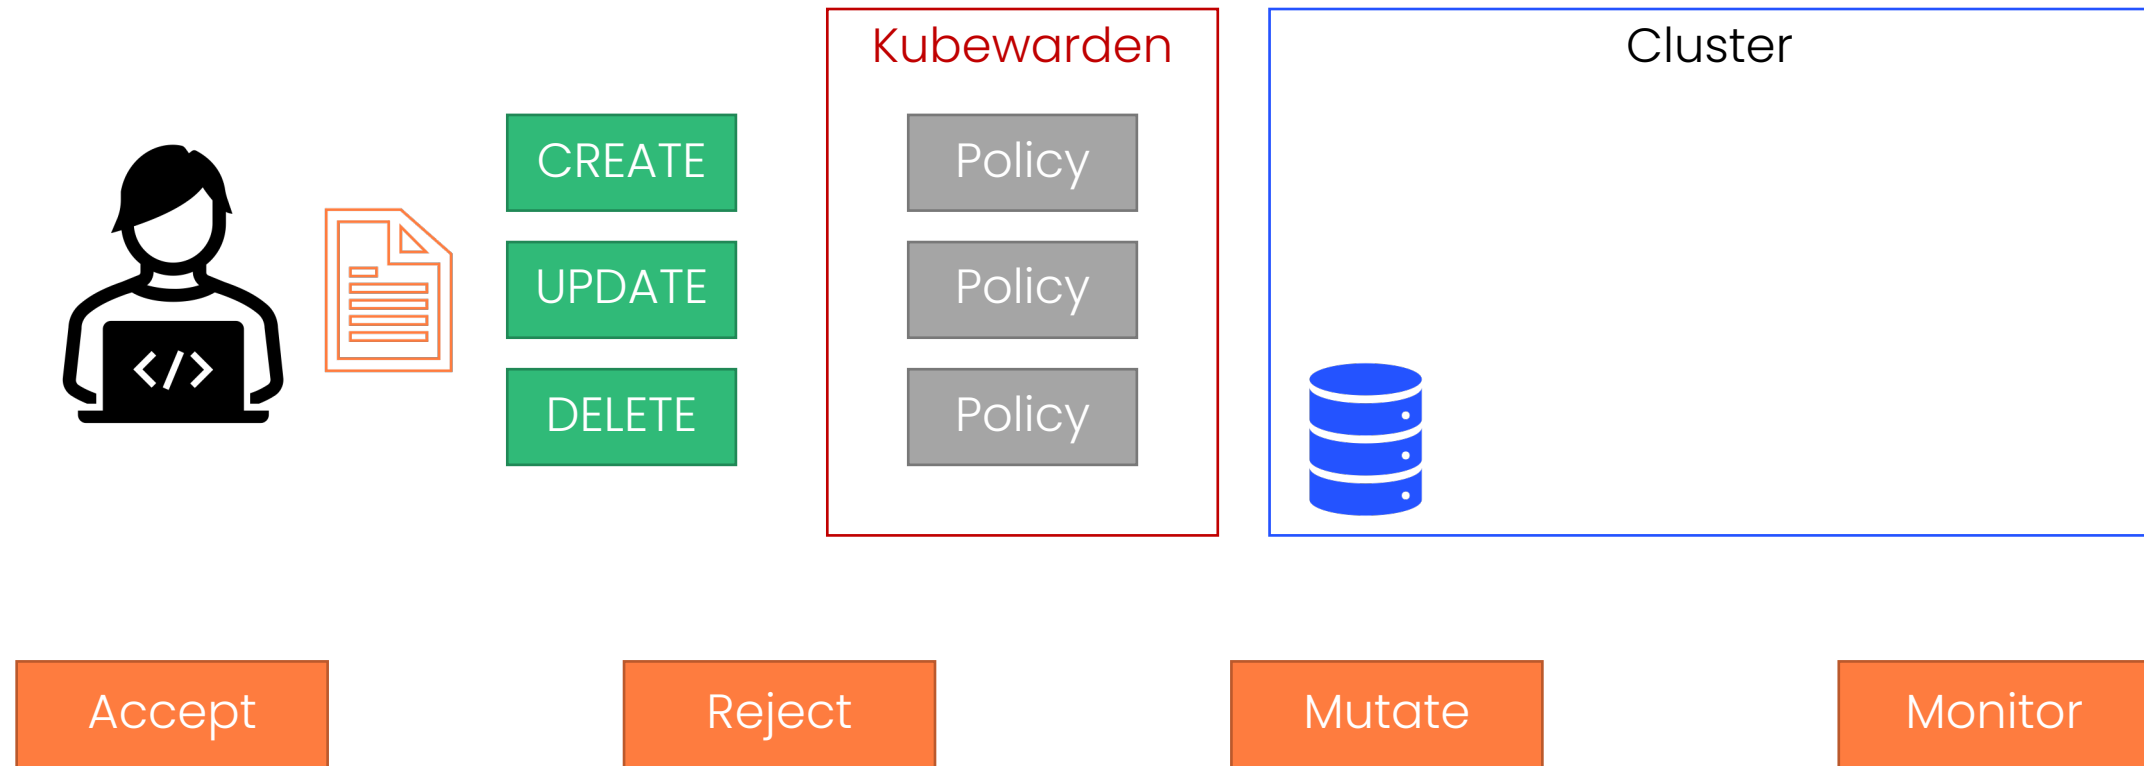 Kubewarden
Cluster
CREATE
Policy
UPDATE
Policy
DELETE
Policy
</>
Accept
Reject
Mutate
Monitor